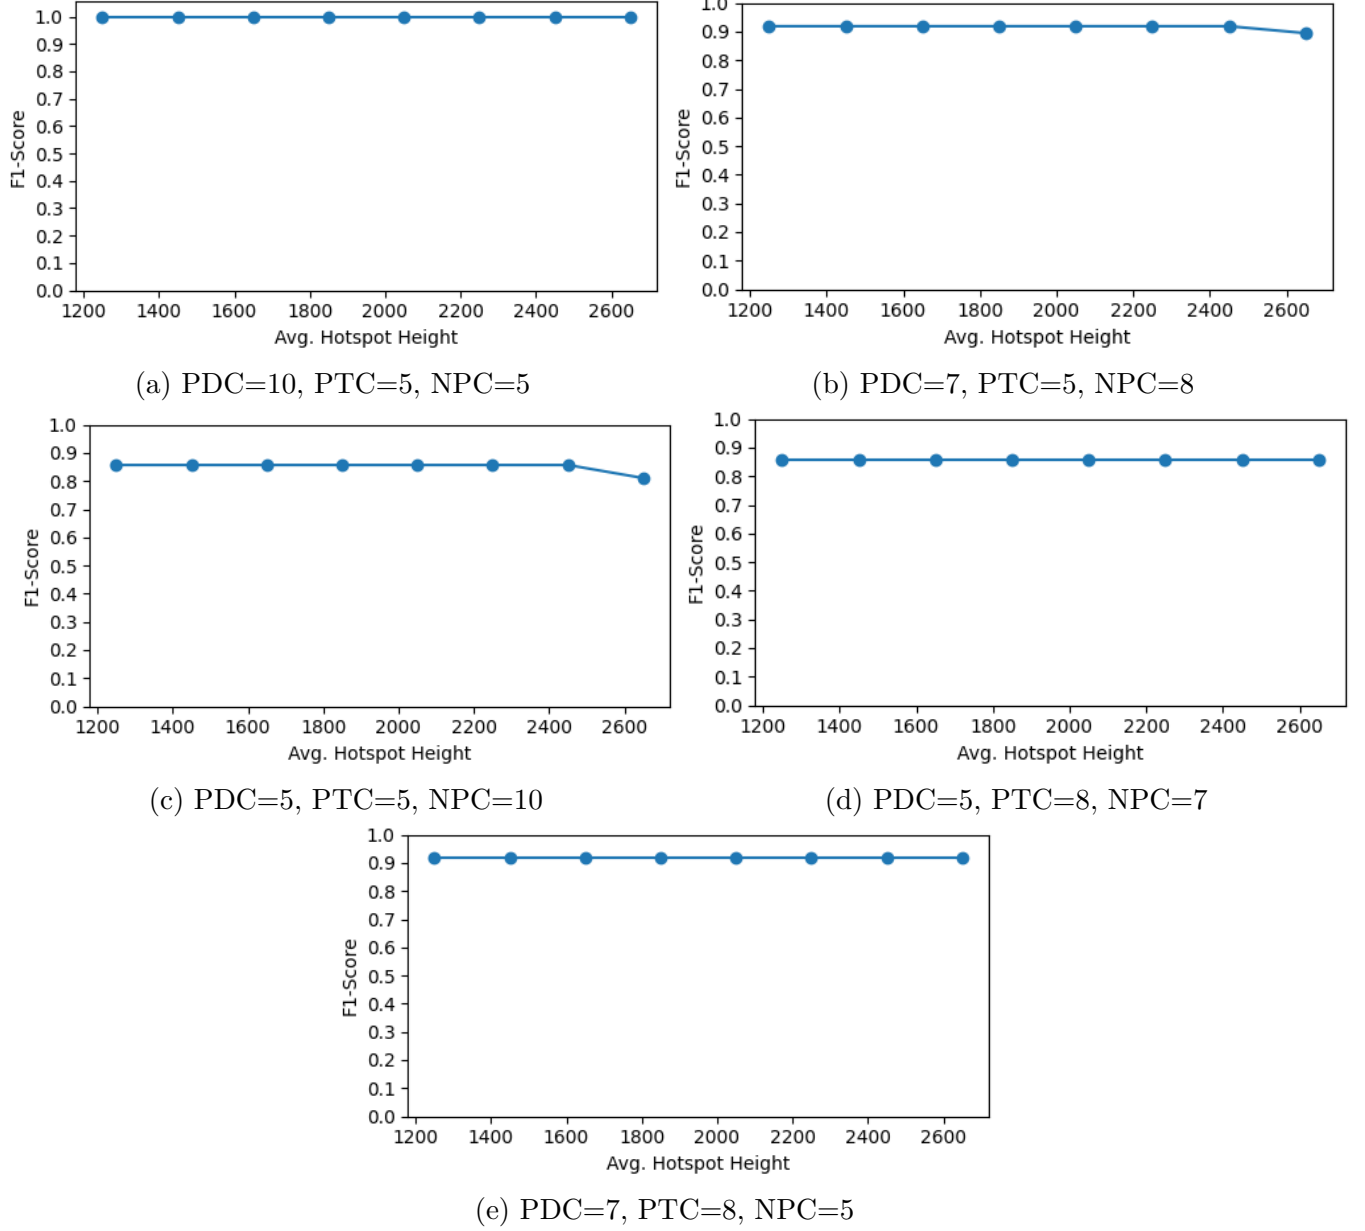 1.0
0.9
0.8
0.7
0.6
0.5
0.4
0.3
0.2
0.1
0.0
F1-Score
1200 1400 1600 1800 2000 2200 2400 2600
Avg. Hotspot Height
(a) PDC=10, PTC=5, NPC=5
1.0
0.9
0.8
0.7
0.6
0.5
0.4
0.3
0.2
0.1
0.0
F1-Score
1200 1400 1600 1800 2000 2200 2400 2600
Avg. Hotspot Height
(b) PDC=7, PTC=5, NPC=8
1.0
0.9
0.8
0.7
0.6
0.5
0.4
0.3
0.2
0.1
0.0
F1-Score
1200 1400 1600 1800 2000 2200 2400 2600
Avg. Hotspot Height
(c) PDC=5, PTC=5, NPC=10
1.0
0.9
0.8
0.7
0.6
0.5
0.4
0.3
0.2
0.1
0.0
F1-Score
1200 1400 1600 1800 2000 2200 2400 2600
Avg. Hotspot Height
(d) PDC=5, PTC=8, NPC=7
1.0
0.9
0.8
0.7
0.6
0.5
0.4
0.3
0.2
0.1
0.0
F1-Score
1200 1400 1600 1800 2000 2200 2400 2600
Avg. Hotspot Height
(e) PDC=7, PTC=8, NPC=5